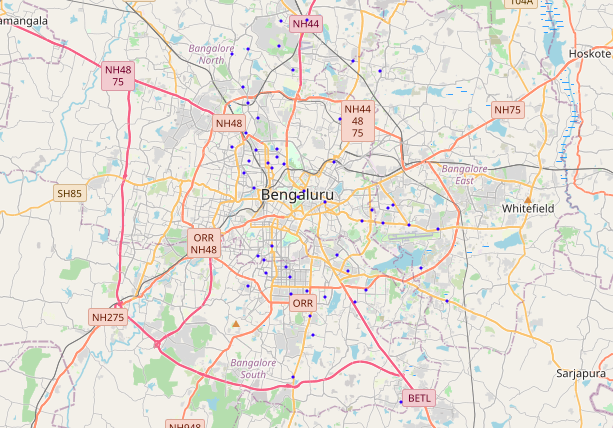 104A
amangala
NH44
Bangalore
North
Hoskote
NH48
75
NH44
48
75
NH75
NH48
Bangalore
East
SH85
Bengaluru
Whitefield
ORR
NH48
ORR
NH275
Bangalore
South
Sarjapura
BETL
NH948